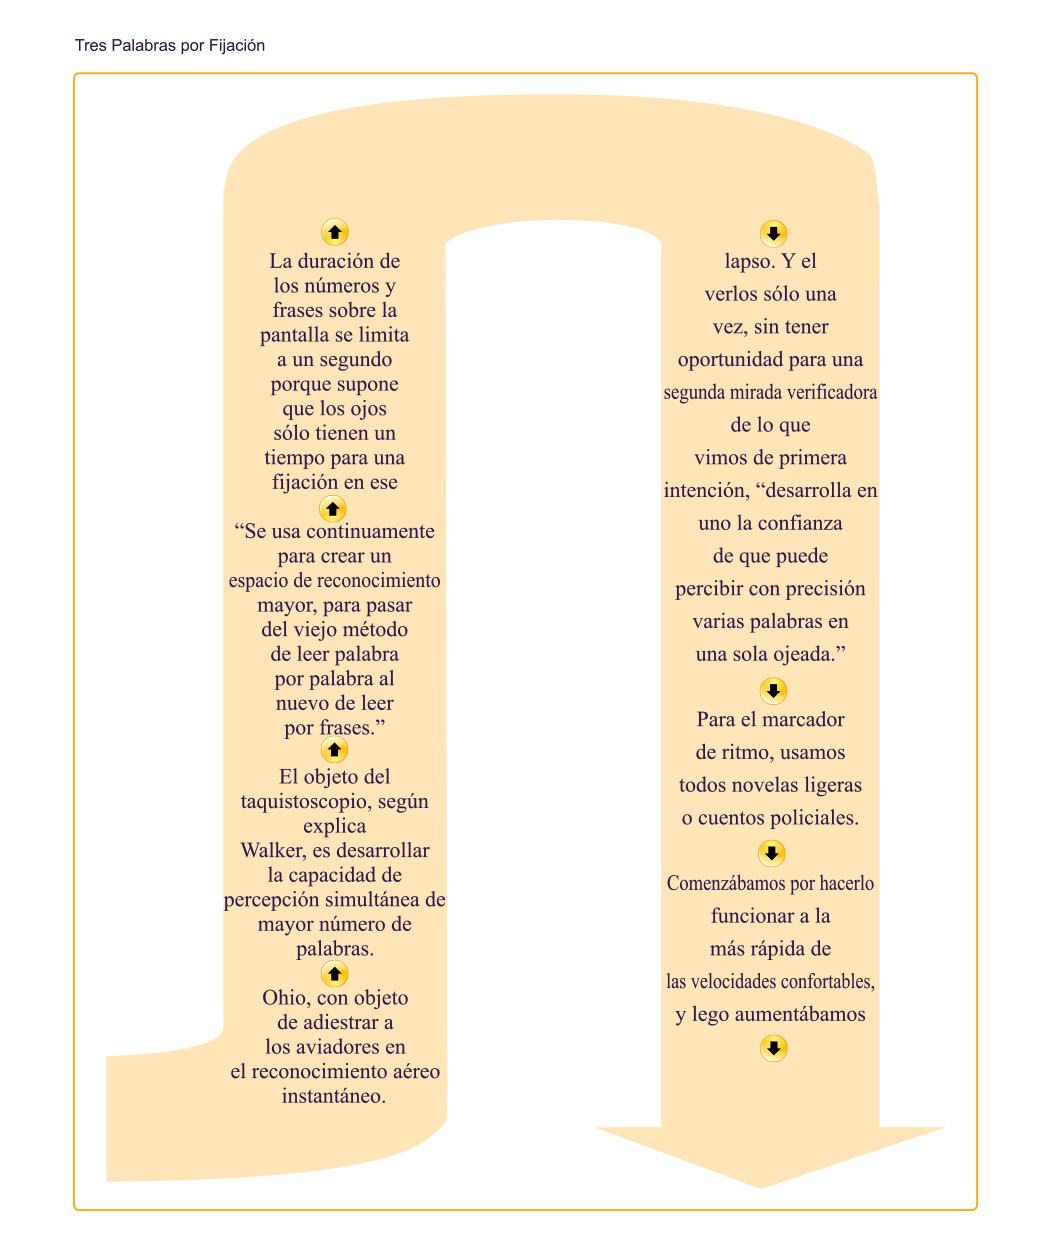 Tres Palabras por Fijación
Ohio, con objeto
de adiestrar a
los aviadores en
el reconocimiento aéreo
instantáneo.
El objeto del
taquistoscopio, según
explica
Walker, es desarrollar
la capacidad de
percepción simultánea de
mayor número de
palabras.
“Se usa continuamente
para crear un
espacio de reconocimiento
mayor, para pasar
del viejo método
de leer palabra
por palabra al
nuevo de leer
por frases.”
La duración de
los números y
frases sobre la
pantalla se limita
a un segundo
porque supone
que los ojos
sólo tienen un
tiempo para una
fijación en ese
lapso. Y el
verlos sólo una
vez, sin tener
oportunidad para una
segunda mirada verificadora
de lo que
vimos de primera
intención, “desarrolla en
uno la confianza
de que puede
percibir con precisión
varias palabras en
una sola ojeada.”
Para el marcador
de ritmo, usamos
todos novelas ligeras
o cuentos policiales.
Comenzábamos por hacerlo
funcionar a la
más rápida de
las velocidades confortables,
y lego aumentábamos